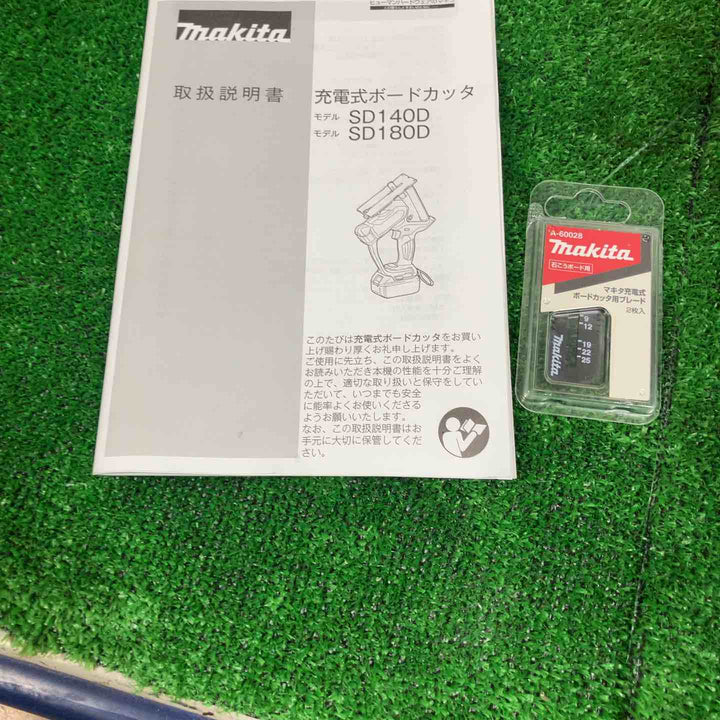 makita
取扱説明書
充電式ボードカッタ
モデル SD140D
モデル SD180D
このたびは充電式ボードカッタをお買い
上げ賜わり厚くお礼申し上げます。
ご使用に先立ち、この取扱説明書をよく
お読みいただき本機の性能を十分ご理解
の上で、適切な取り扱いと保守をしてい
ただいて、いつまでも安全
に能率よくお使いくださる
ようお願いいたします。
なお、この取扱説明書はお
手元に大切に保管してくだ
さい。
A-60028
makita
石こうボード用
マキタ充電式
ボードカッタ用ブレード
2枚入
makita
9
12
19
22
25